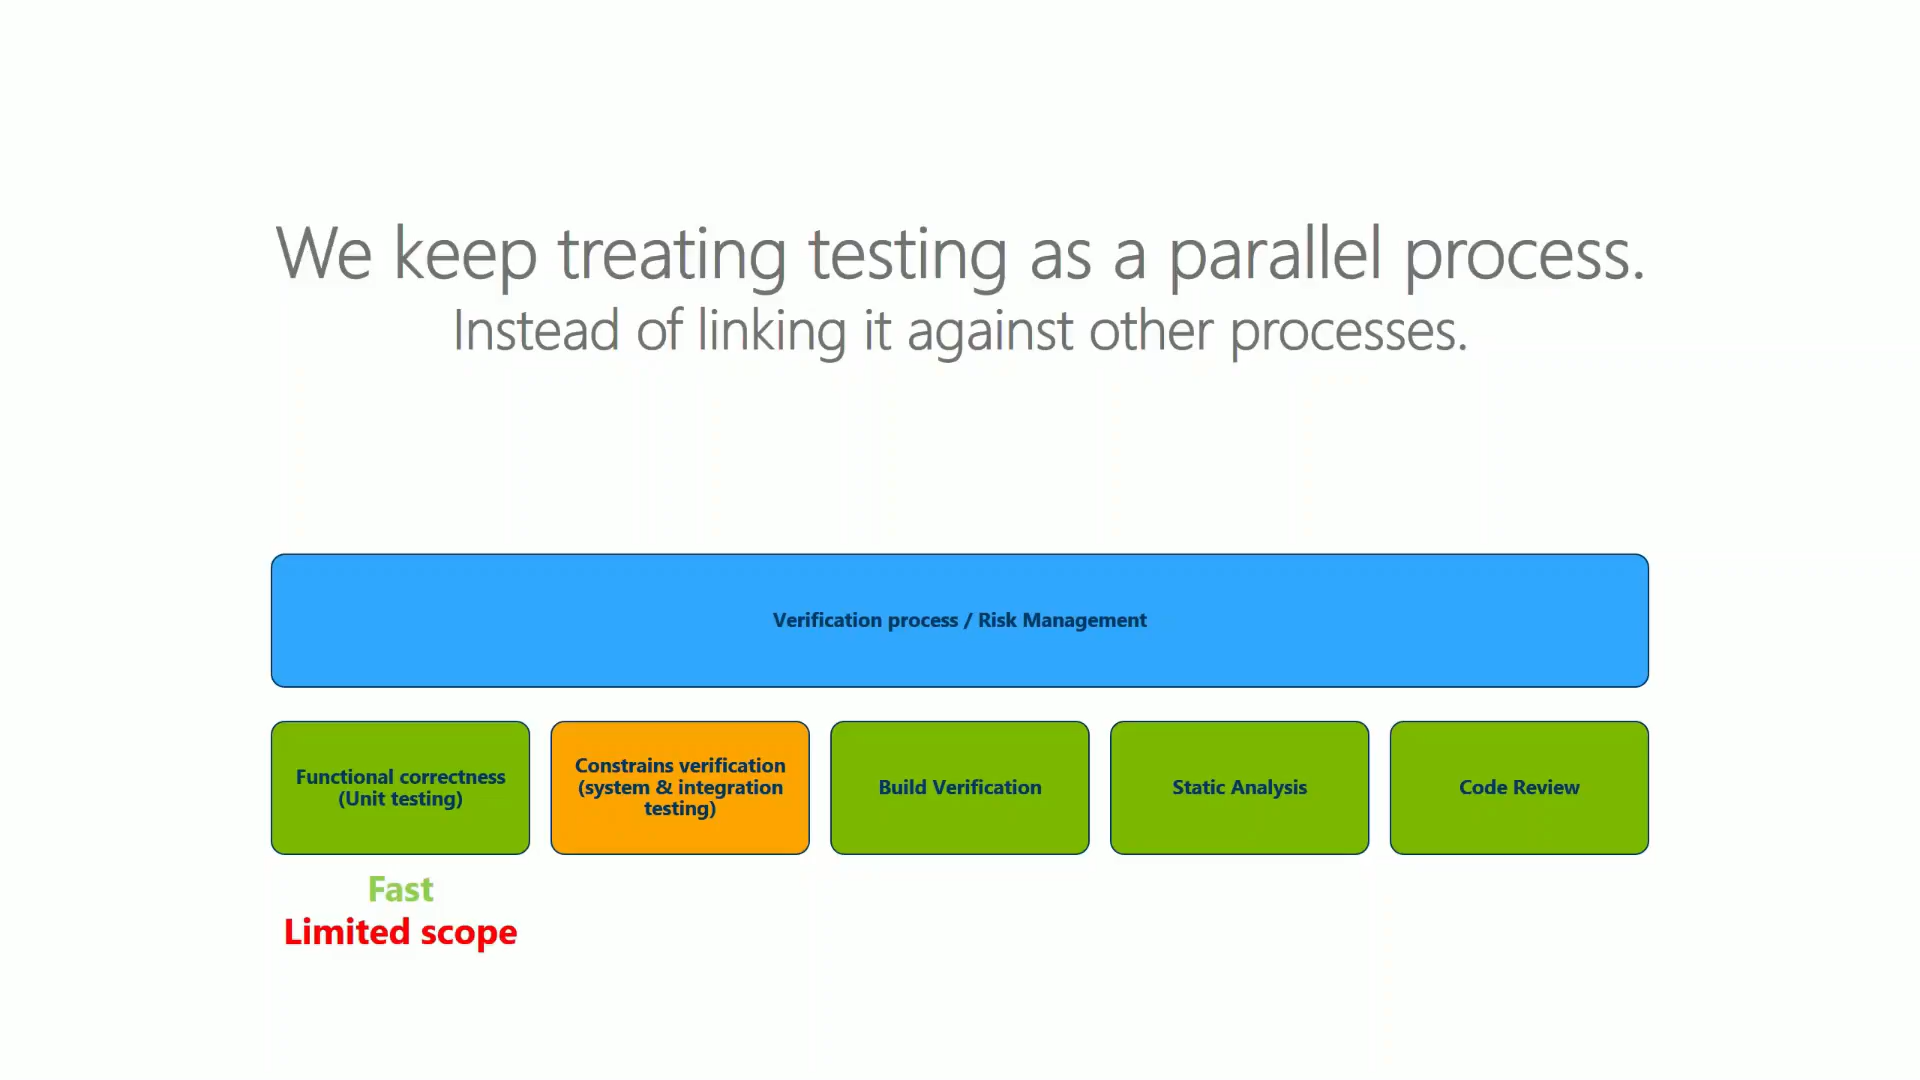 We keep treating testing as a parallel process.
Instead of linking it against other processes.
Verification process / Risk Management
Functional correctness
(Unit testing)
Constrains verification
(system & integration
testing)
Build Verification
Static Analysis
Code Review
Fast
Limited scope